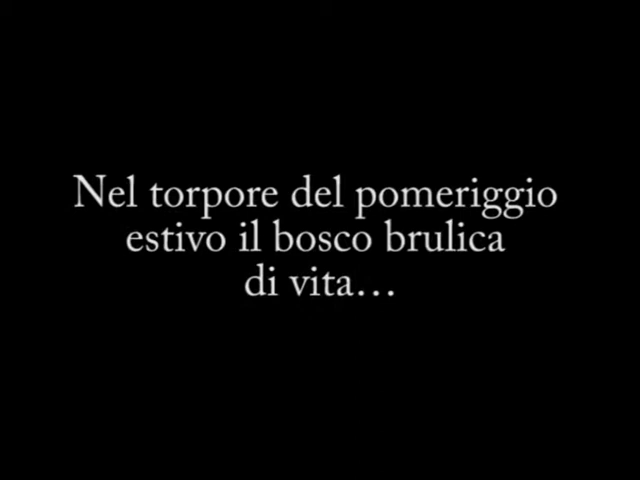 Nel torpore del pomeriggio
estivo il bosco brulica
di vita…